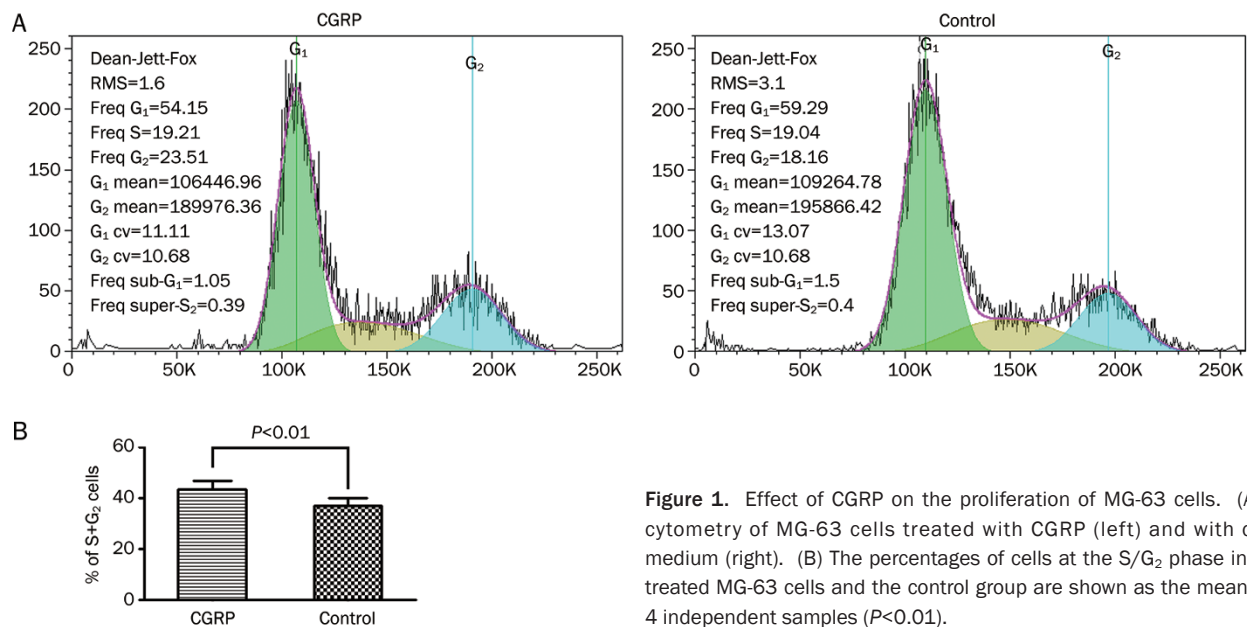 A
CGRP
250
200
150
100
50
0
G₁
G₂
Dean-Jett-Fox
RMS=1.6
Freq G₁=54.15
Freq S=19.21
Freq G₂=23.51
G₁ mean=106446.96
G₂ mean=189976.36
G₁ cv=11.11
G₂ cv=10.68
Freq sub-G₁=1.05
Freq super-S₂=0.39
0 50K 100K 150K 200K 250K
Control
250
200
150
100
50
0
G₁
G₂
Dean-Jett-Fox
RMS=3.1
Freq G₁=59.29
Freq S=19.04
Freq G₂=18.16
G₁ mean=109264.78
G₂ mean=195866.42
G₁ cv=13.07
G₂ cv=10.68
Freq sub-G₁=1.5
Freq super-S₂=0.4
0 50K 100K 150K 200K 250K
B
P<0.01
% of S+G₂ cells
60
40
20
0
CGRP Control
Figure 1. Effect of CGRP on the proliferation of MG-63 cells. (A
cytometry of MG-63 cells treated with CGRP (left) and with c
medium (right). (B) The percentages of cells at the S/G₂ phase in
treated MG-63 cells and the control group are shown as the mean
4 independent samples (P<0.01).